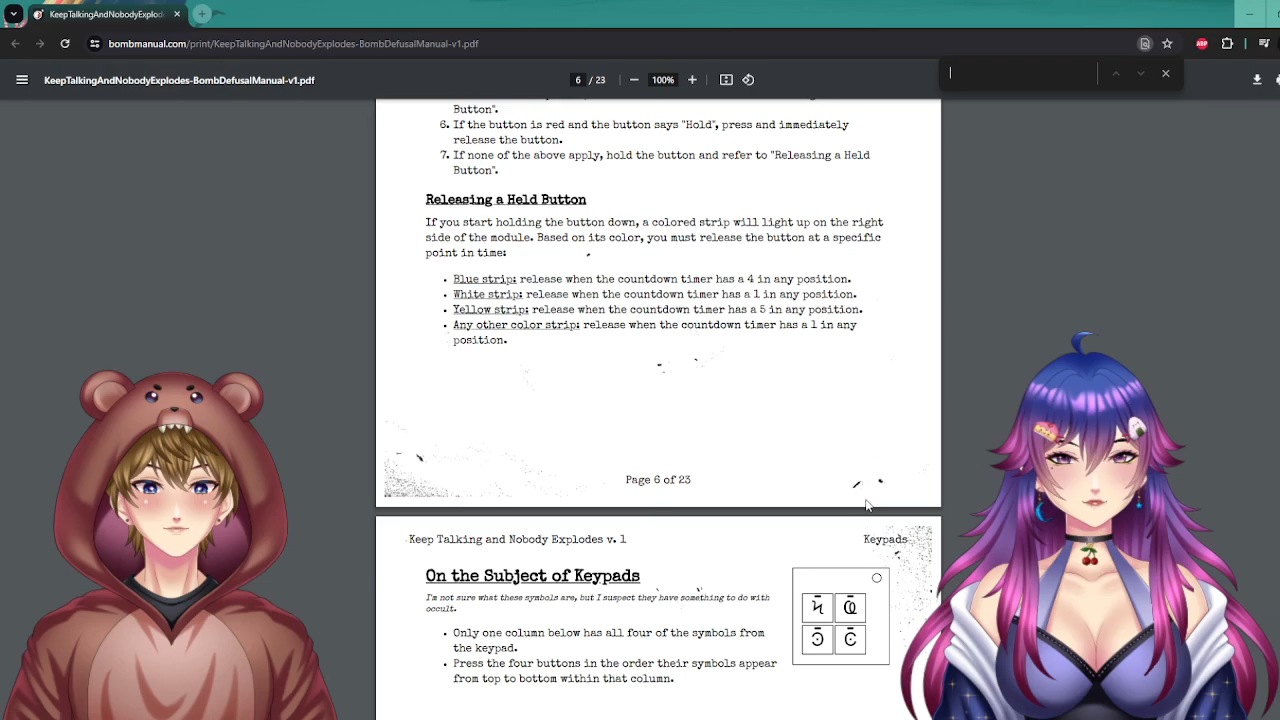 KeepTalkingAndNobodyExplode
bombmanual.com/print/KeepTalkingAndNobodyExplodes-BombDefusalManual-v1.pdf
ABP
KeepTalkingAndNobodyExplodes-BombDefusalManual-v1.pdf
6 / 23
100%
Button".
6. If the button is red and the button says "Hold", press and immediately
release the button.
7. If none of the above apply, hold the button and refer to "Releasing a Held
Button".
Releasing a Held Button
If you start holding the button down, a colored strip will light up on the right
side of the module. Based on its color, you must release the button at a specific
point in time:
• Blue strip: release when the countdown timer has a 4 in any position.
• White strip: release when the countdown timer has a 1 in any position.
• Yellow strip: release when the countdown timer has a 5 in any position.
• Any other color strip: release when the countdown timer has a 1 in any
position.
Page 6 of 23
Keep Talking and Nobody Explodes v. 1
Keypads
On the Subject of Keypads
I'm not sure what these symbols are, but I suspect they have something to do with
occult.
• Only one column below has all four of the symbols from
the keypad.
• Press the four buttons in the order their symbols appear
from top to bottom within that column.